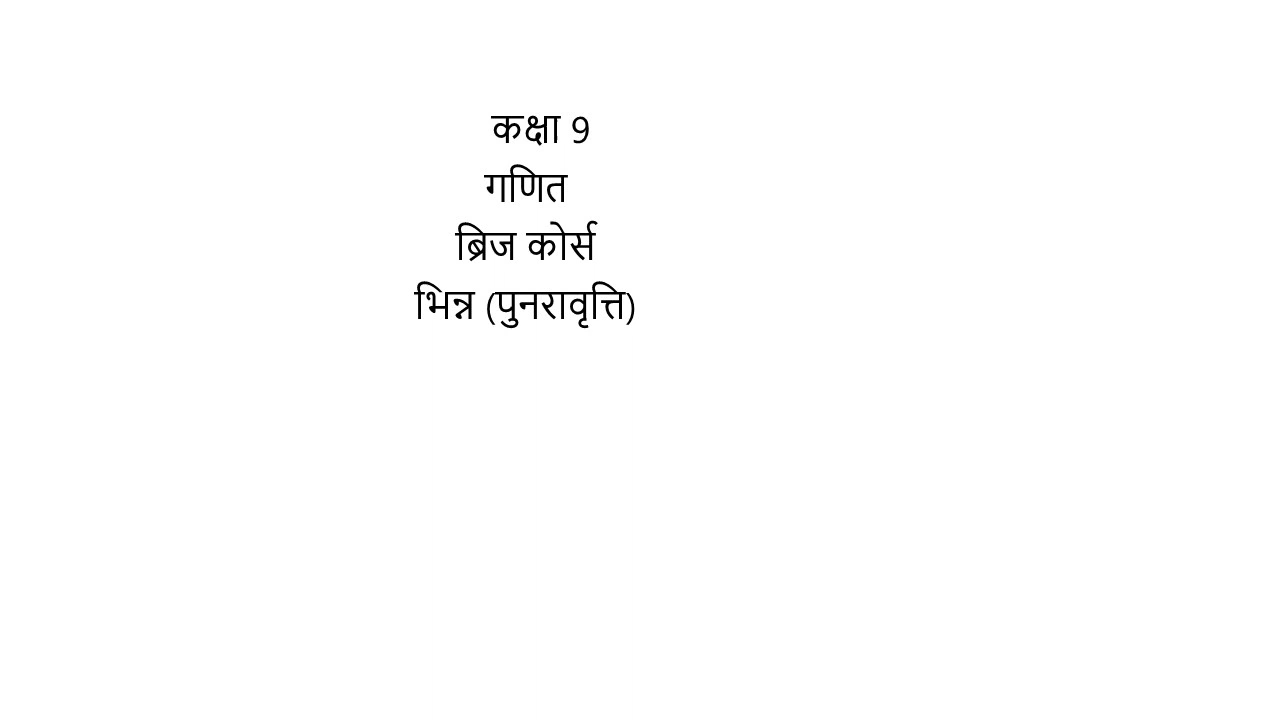 कक्षा 9
गणित
ब्रिज कोर्स
भिन्न (पुनरावृत्ति)